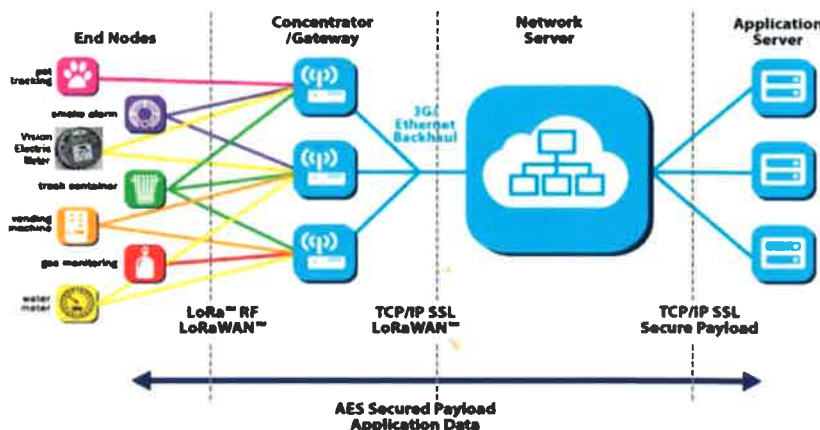 End Nodes
Concentrator
/Gateway
Network
Server
Application
Server
pet
tracking
smoke alarm
Vision
Electric
Meter
trash container
vending
machine
gas monitoring
water
meter
3G/
Ethernet
Backhaul
LoRa™ RF
LoRaWAN™
TCP/IP SSL
LoRaWAN™
TCP/IP SSL
Secure Payload
AES Secured Payload
Application Data